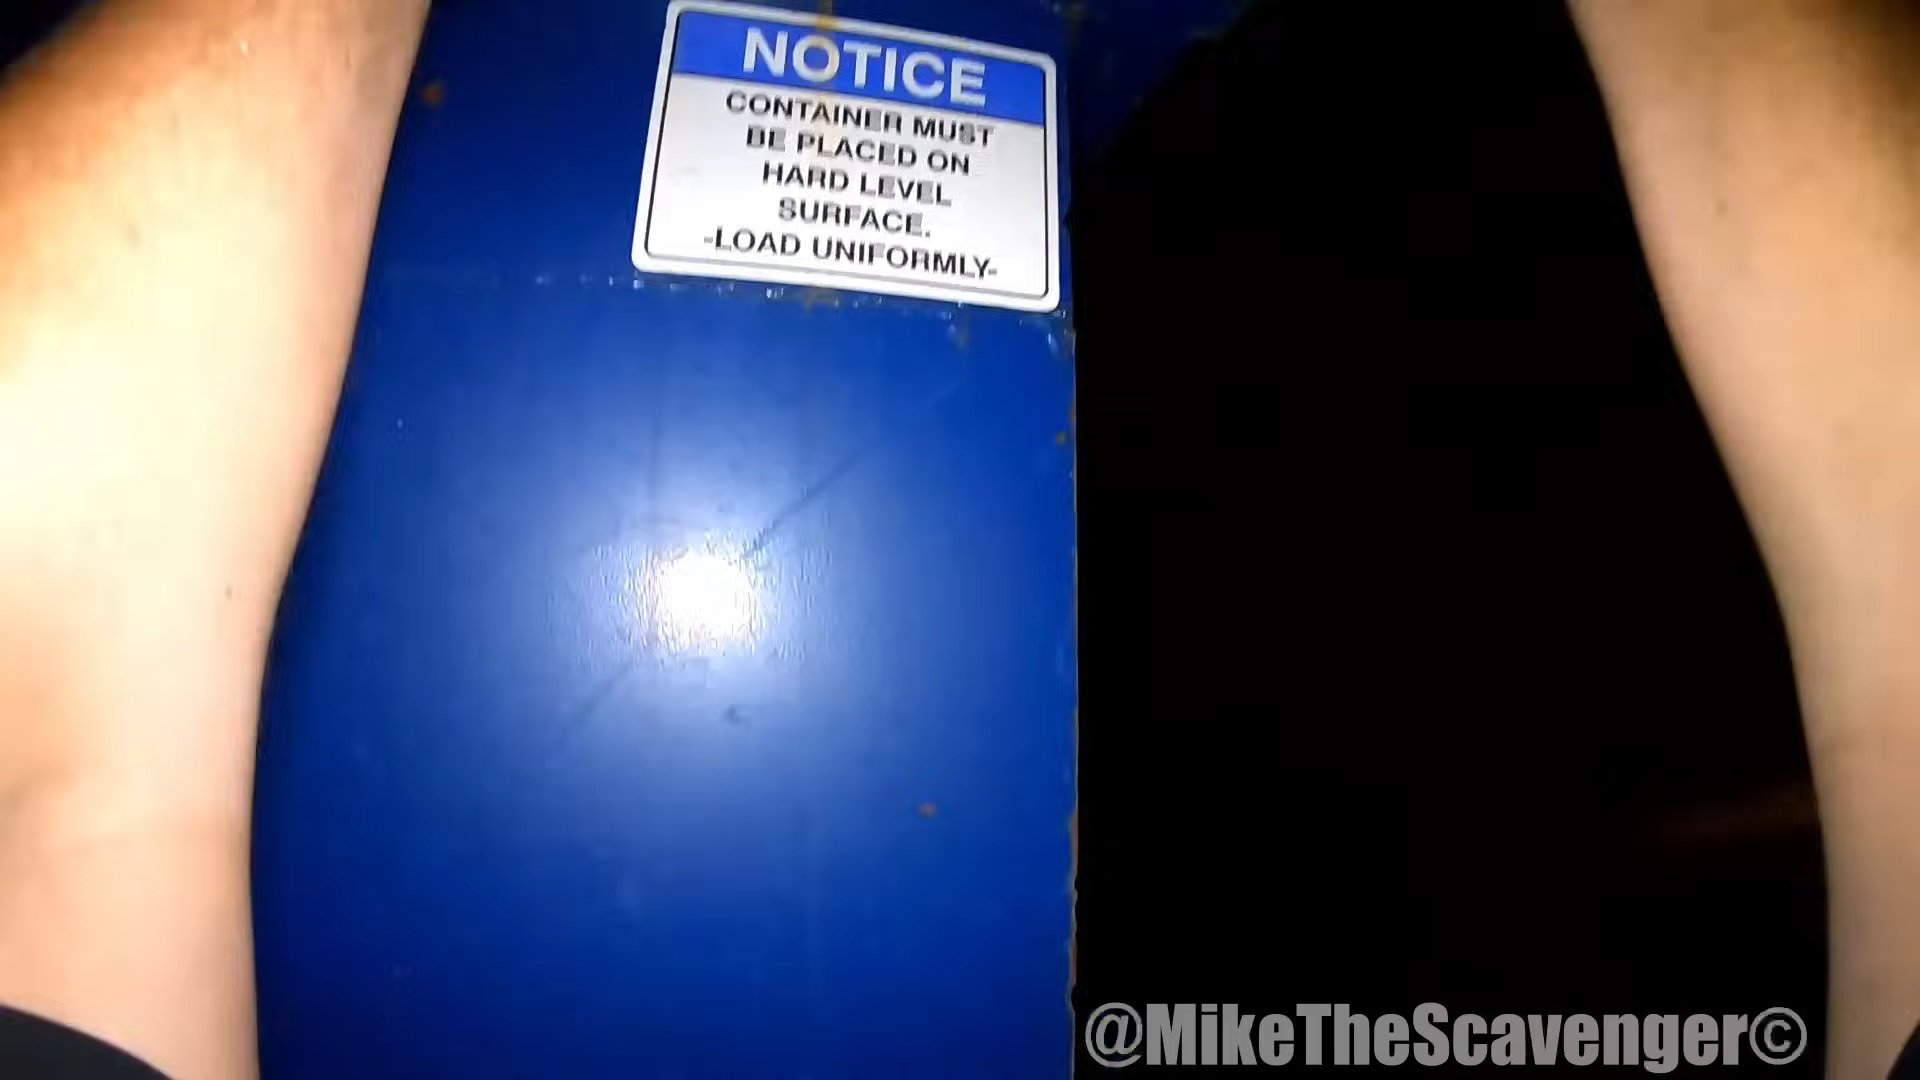 NOTICE
CONTAINER MUST
BE PLACED ON
HARD LEVEL
SURFACE.
-LOAD UNIFORMLY-
@MikeTheScavenger©